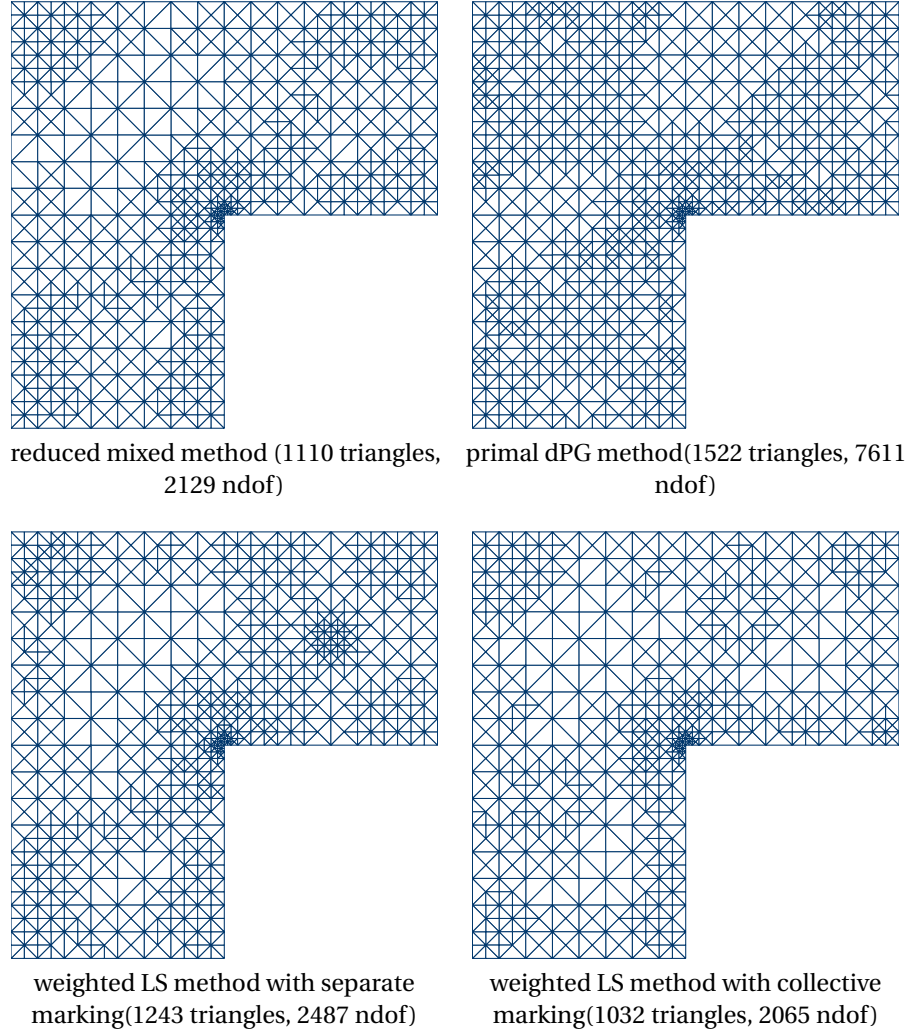 reduced mixed method (1110 triangles,
2129 ndof)
primal dPG method(1522 triangles, 7611
ndof)
weighted LS method with separate
marking(1243 triangles, 2487 ndof)
weighted LS method with collective
marking(1032 triangles, 2065 ndof)